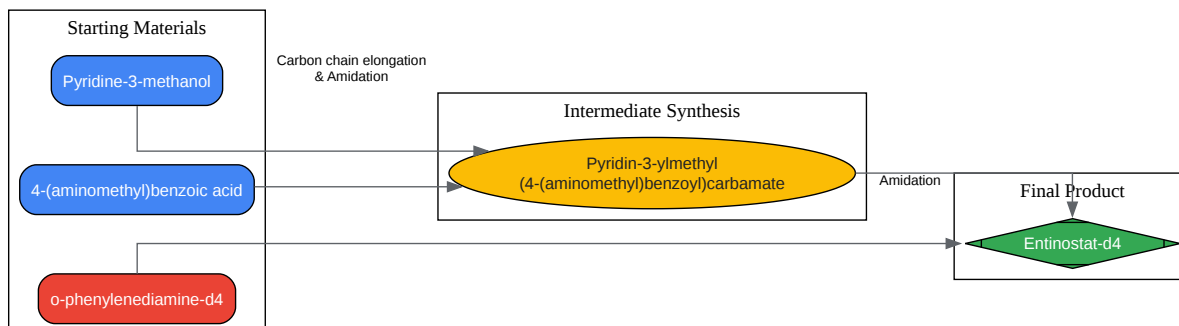 Starting Materials
Pyridine-3-methanol
Carbon chain elongation
& Amidation
4-(aminomethyl)benzoic acid
o-phenylenediamine-d4
Intermediate Synthesis
Pyridin-3-ylmethyl
(4-(aminomethyl)benzoyl)carbamate
Amidation
Final Product
Entinostat-d4